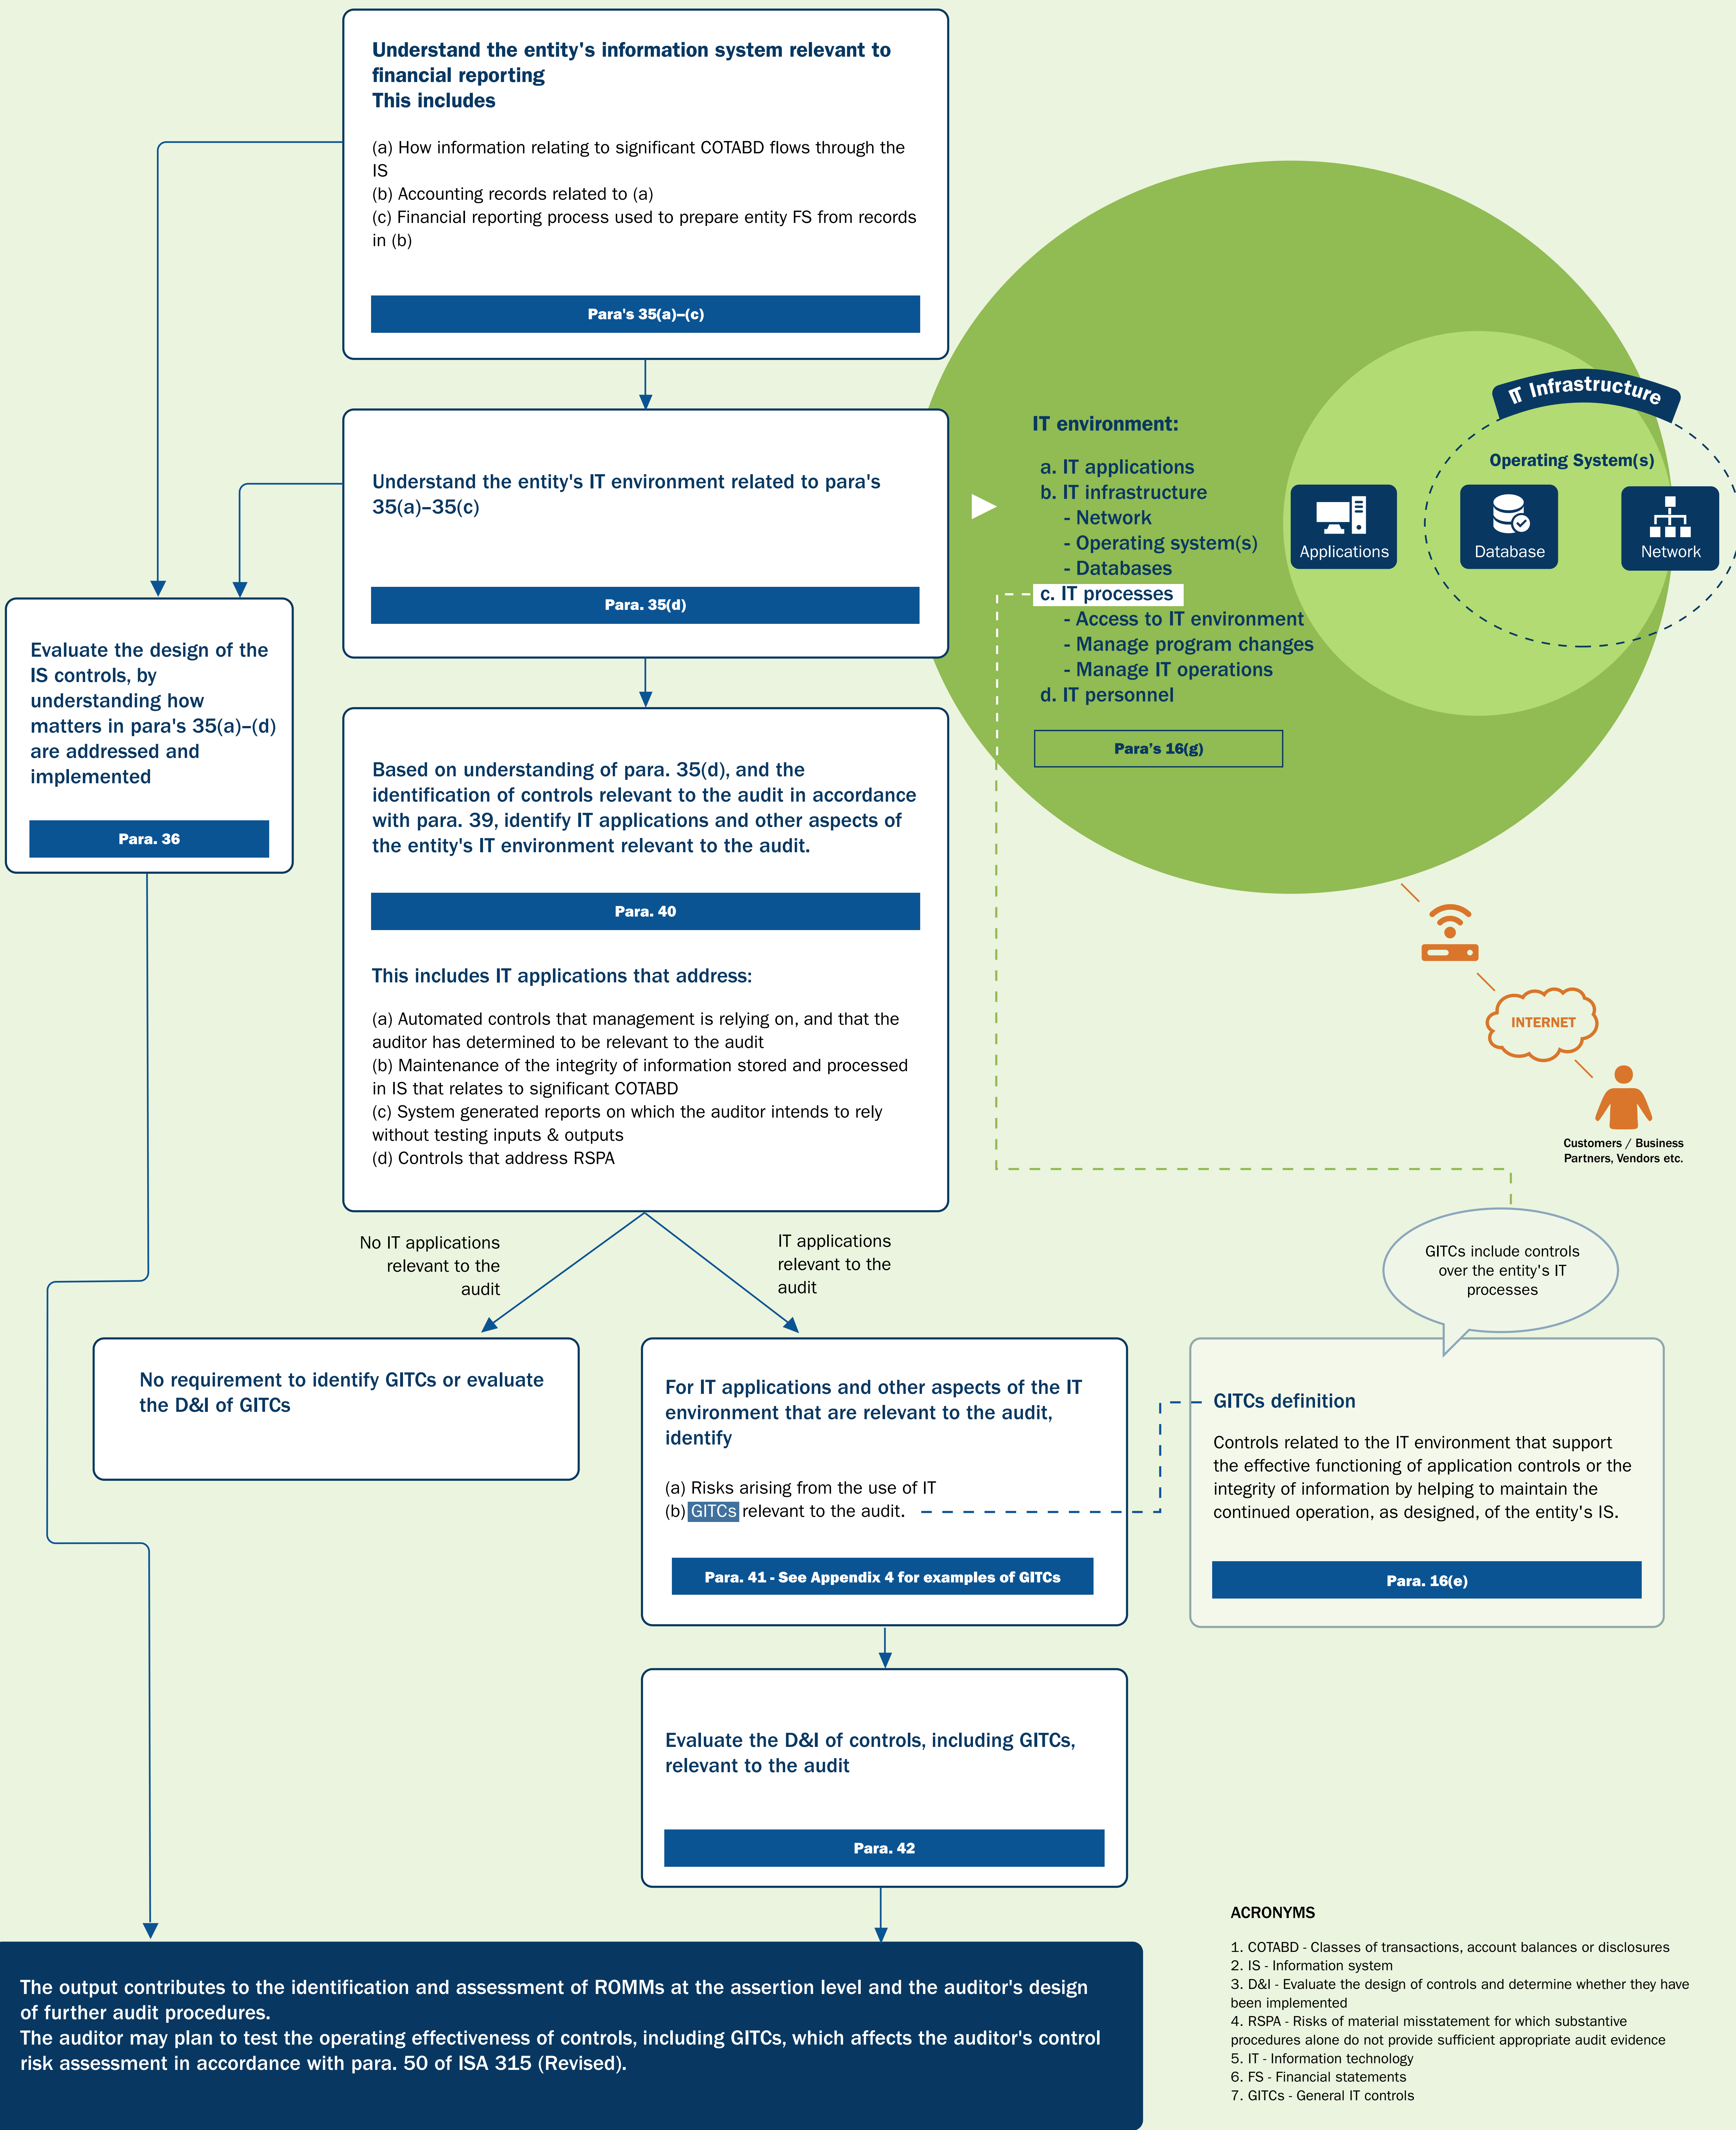 Understand the entity's information system relevant to
financial reporting
This includes
(a) How information relating to significant COTABD flows through the
IS
(b) Accounting records related to (a)
(c) Financial reporting process used to prepare entity FS from records
in (b)
Para's 35(a)–(c)
Understand the entity's IT environment related to para's
35(a)–35(c)
Para. 35(d)
IT environment:
a. IT applications
b. IT infrastructure
- Network
- Operating system(s)
- Databases
c. IT processes
- Access to IT environment
- Manage program changes
- Manage IT operations
d. IT personnel
Para’s 16(g)
IT Infrastructure
Operating System(s)
Applications
Database
Network
Evaluate the design of the
IS controls, by
understanding how
matters in para's 35(a)–(d)
are addressed and
implemented
Para. 36
Based on understanding of para. 35(d), and the
identification of controls relevant to the audit in accordance
with para. 39, identify IT applications and other aspects of
the entity's IT environment relevant to the audit.
Para. 40
This includes IT applications that address:
(a) Automated controls that management is relying on, and that the
auditor has determined to be relevant to the audit
(b) Maintenance of the integrity of information stored and processed
in IS that relates to significant COTABD
(c) System generated reports on which the auditor intends to rely
without testing inputs & outputs
(d) Controls that address RSPA
INTERNET
Customers / Business
Partners, Vendors etc.
No IT applications
relevant to the
audit
IT applications
relevant to the
audit
GITCs include controls
over the entity's IT
processes
No requirement to identify GITCs or evaluate
the D&I of GITCs
For IT applications and other aspects of the IT
environment that are relevant to the audit,
identify
(a) Risks arising from the use of IT
(b) GITCs relevant to the audit.
Para. 41 - See Appendix 4 for examples of GITCs
GITCs definition
Controls related to the IT environment that support
the effective functioning of application controls or the
integrity of information by helping to maintain the
continued operation, as designed, of the entity's IS.
Para. 16(e)
Evaluate the D&I of controls, including GITCs,
relevant to the audit
Para. 42
The output contributes to the identification and assessment of ROMMs at the assertion level and the auditor's design
of further audit procedures.
The auditor may plan to test the operating effectiveness of controls, including GITCs, which affects the auditor's control
risk assessment in accordance with para. 50 of ISA 315 (Revised).
ACRONYMS
1. COTABD - Classes of transactions, account balances or disclosures
2. IS - Information system
3. D&I - Evaluate the design of controls and determine whether they have
been implemented
4. RSPA - Risks of material misstatement for which substantive
procedures alone do not provide sufficient appropriate audit evidence
5. IT - Information technology
6. FS - Financial statements
7. GITCs - General IT controls